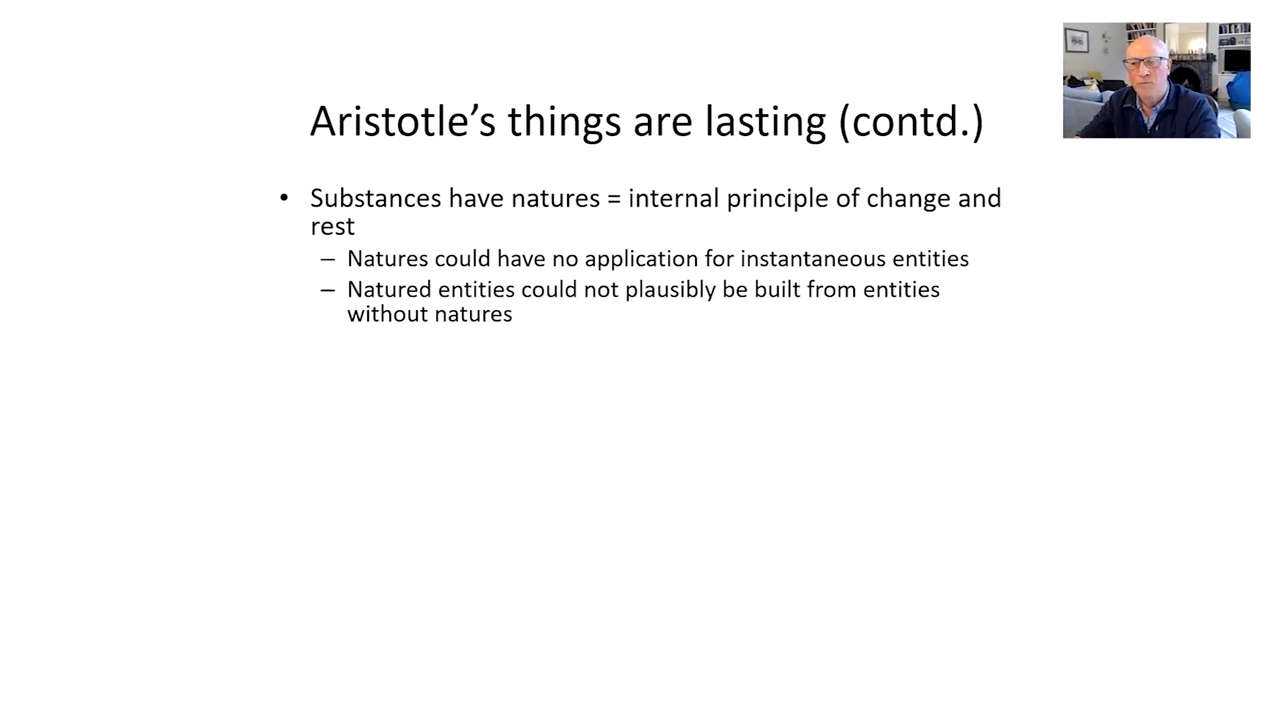 Aristotle’s things are lasting (contd.)
• Substances have natures = internal principle of change and
rest
– Natures could have no application for instantaneous entities
– Natured entities could not plausibly be built from entities
without natures